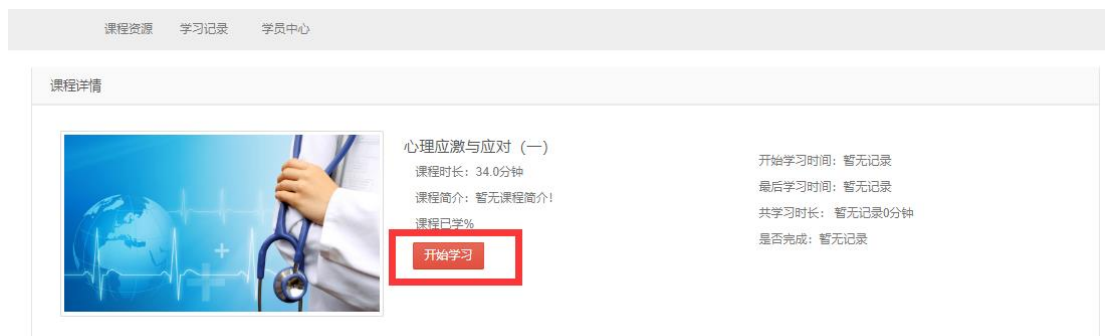 课程资源 学习记录 学员中心
课程详情
心理应激与应对 (一)
课程时长: 34.0分钟
课程简介: 暂无课程简介!
课程已学%
开始学习
开始学习时间: 暂无记录
最后学习时间: 暂无记录
共学习时长: 暂无记录0分钟
是否完成: 暂无记录